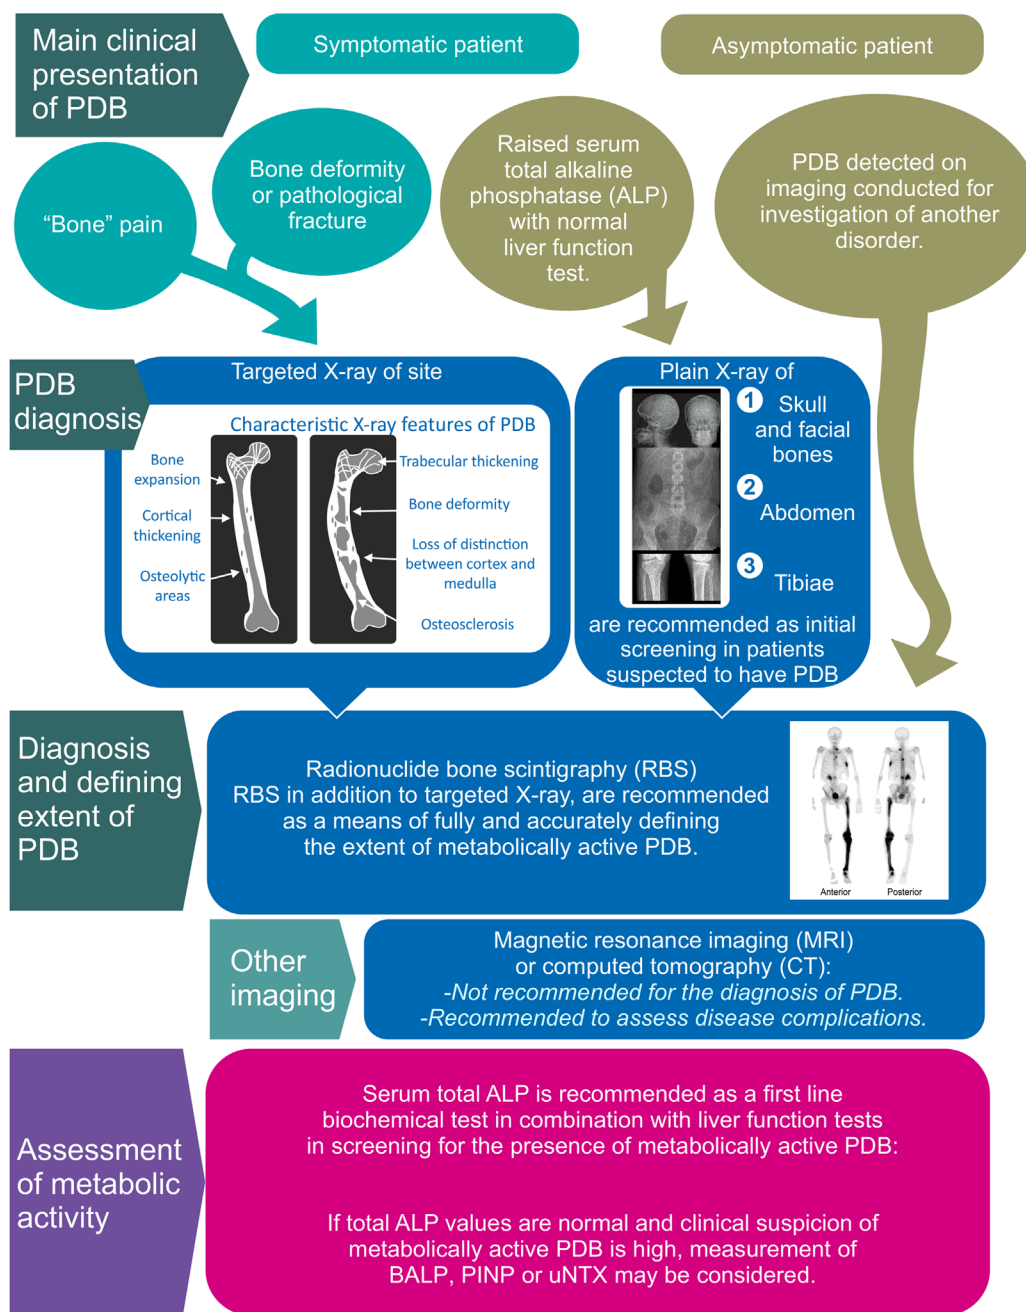 Main clinical
presentation
of PDB
Symptomatic patient
Asymptomatic patient
“Bone” pain
Bone deformity
or pathological
fracture
Raised serum
total alkaline
phosphatase (ALP)
with normal
liver function
test.
PDB detected on
imaging conducted for
investigation of another
disorder.
PDB
diagnosis
Targeted X-ray of site
Characteristic X-ray features of PDB
Bone
expansion
Cortical
thickening
Osteolytic
areas
Trabecular thickening
Bone deformity
Loss of distinction
between cortex and
medulla
Osteosclerosis
Plain X-ray of
1 Skull
and facial
bones
2
Abdomen
3
Tibiae
are recommended as initial
screening in patients
suspected to have PDB
Diagnosis
and defining
extent of
PDB
Radionuclide bone scintigraphy (RBS)
RBS in addition to targeted X-ray, are recommended
as a means of fully and accurately defining
the extent of metabolically active PDB.
Anterior
Posterior
Other
imaging
Magnetic resonance imaging (MRI)
or computed tomography (CT):
-Not recommended for the diagnosis of PDB.
-Recommended to assess disease complications.
Assessment
of metabolic
activity
Serum total ALP is recommended as a first line
biochemical test in combination with liver function tests
in screening for the presence of metabolically active PDB:
If total ALP values are normal and clinical suspicion of
metabolically active PDB is high, measurement of
BALP, PINP or uNTX may be considered.